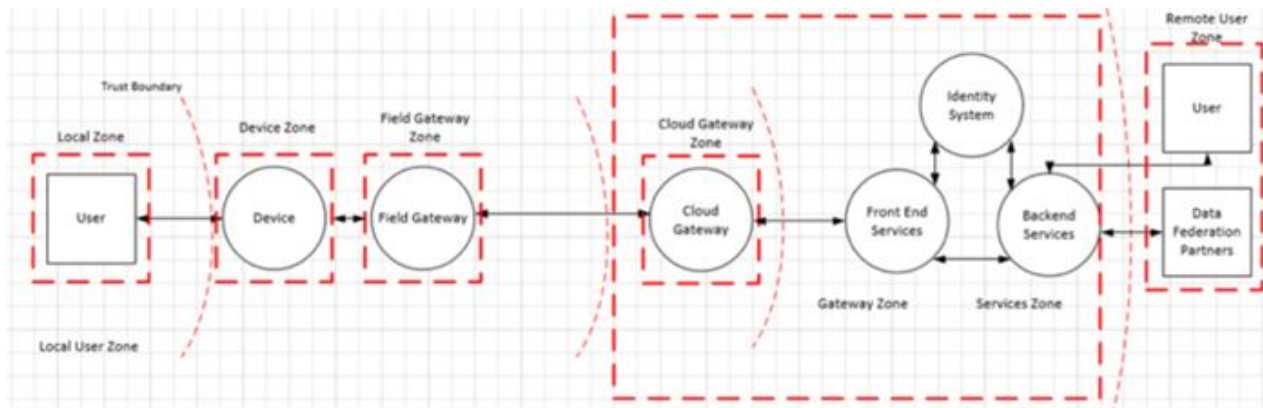 Remote User
Zone
Trust Boundary
Local Zone
Device Zone
Field Gateway
Zone
Cloud Gateway
Zone
Identity
System
User
User
Device
Field Gateway
Cloud
Gateway
Front End
Services
Backend
Services
Data
Federation
Partners
Gateway Zone
Services Zone
Local User Zone